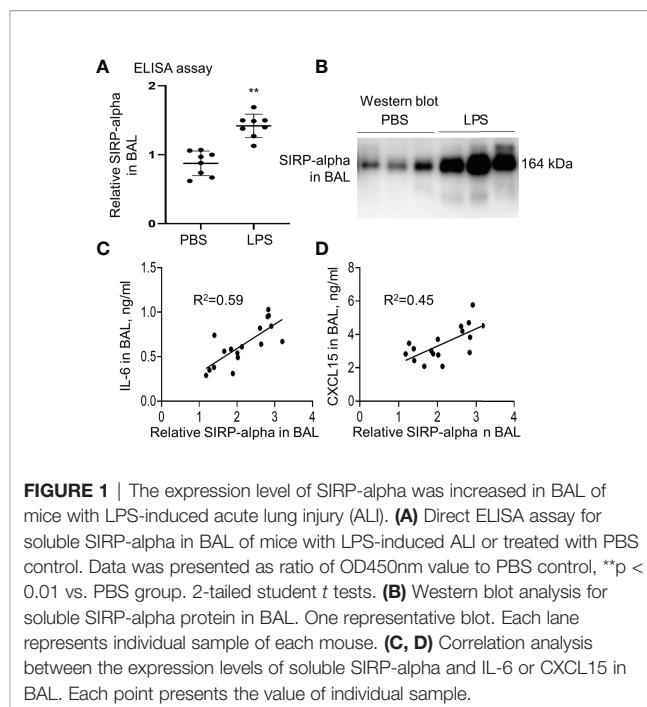 A ELISA assay
**
2
1
0
Relative SIRP-alpha
in BAL
PBS LPS
B
Western blot
PBS LPS
SIRP-alpha
in BAL
164 kDa
C
R²=0.59
1.5
1.0
0.5
0.0
IL-6 in BAL, ng/ml
0 1 2 3 4
Relative SIRP-alpha in BAL
D
R²=0.45
8
6
4
2
0
CXCL15 in BAL, ng/ml
0 1 2 3 4
Relative SIRP-alpha n BAL
FIGURE 1 | The expression level of SIRP-alpha was increased in BAL of
mice with LPS-induced acute lung injury (ALI). (A) Direct ELISA assay for
soluble SIRP-alpha in BAL of mice with LPS-induced ALI or treated with PBS
control. Data was presented as ratio of OD450nm value to PBS control, **p <
0.01 vs. PBS group. 2-tailed student t tests. (B) Western blot analysis for
soluble SIRP-alpha protein in BAL. One representative blot. Each lane
represents individual sample of each mouse. (C, D) Correlation analysis
between the expression levels of soluble SIRP-alpha and IL-6 or CXCL15 in
BAL. Each point presents the value of individual sample.